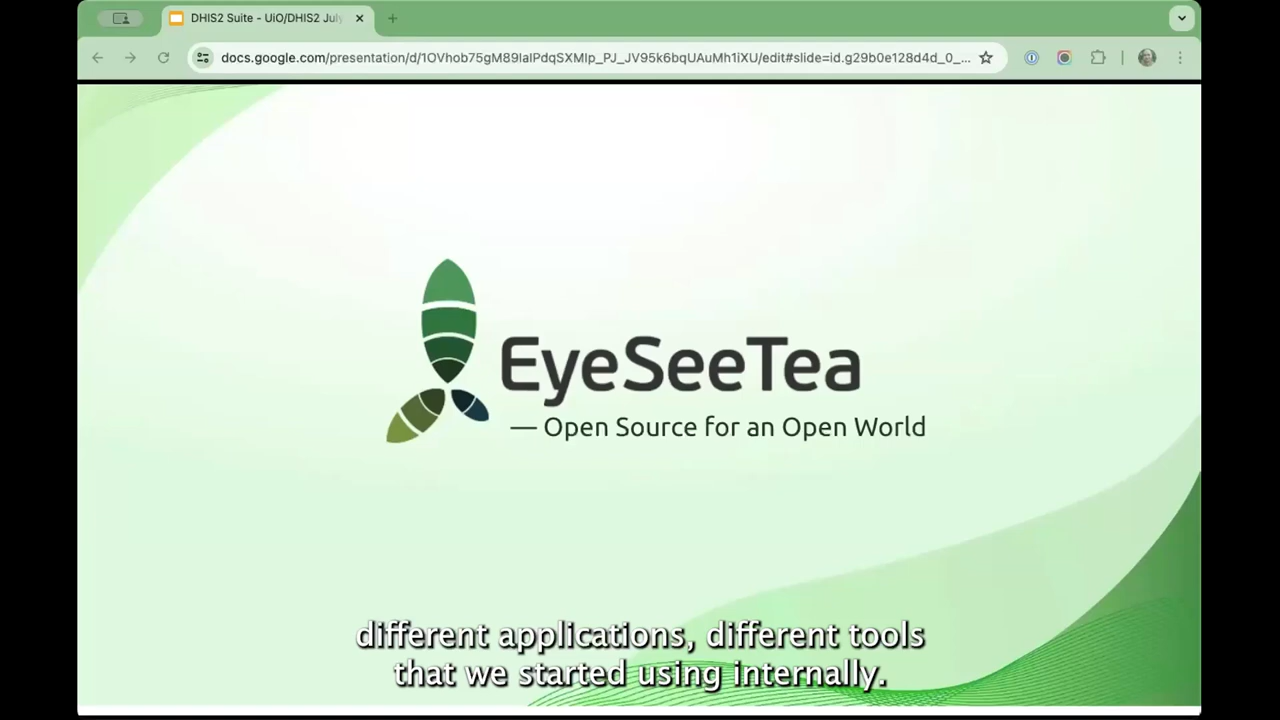 DHIS2 Suite - UiO/DHIS2 July
docs.google.com/presentation/d/1OVhob75gM89IaIPdqSXMIp_PJ_JV95k6bqUAuMh1iXU/edit#slide=id.g29b0e128d4d_0_...
EyeSeeTea
— Open Source for an Open World
different applications, different tools
that we started using internally.